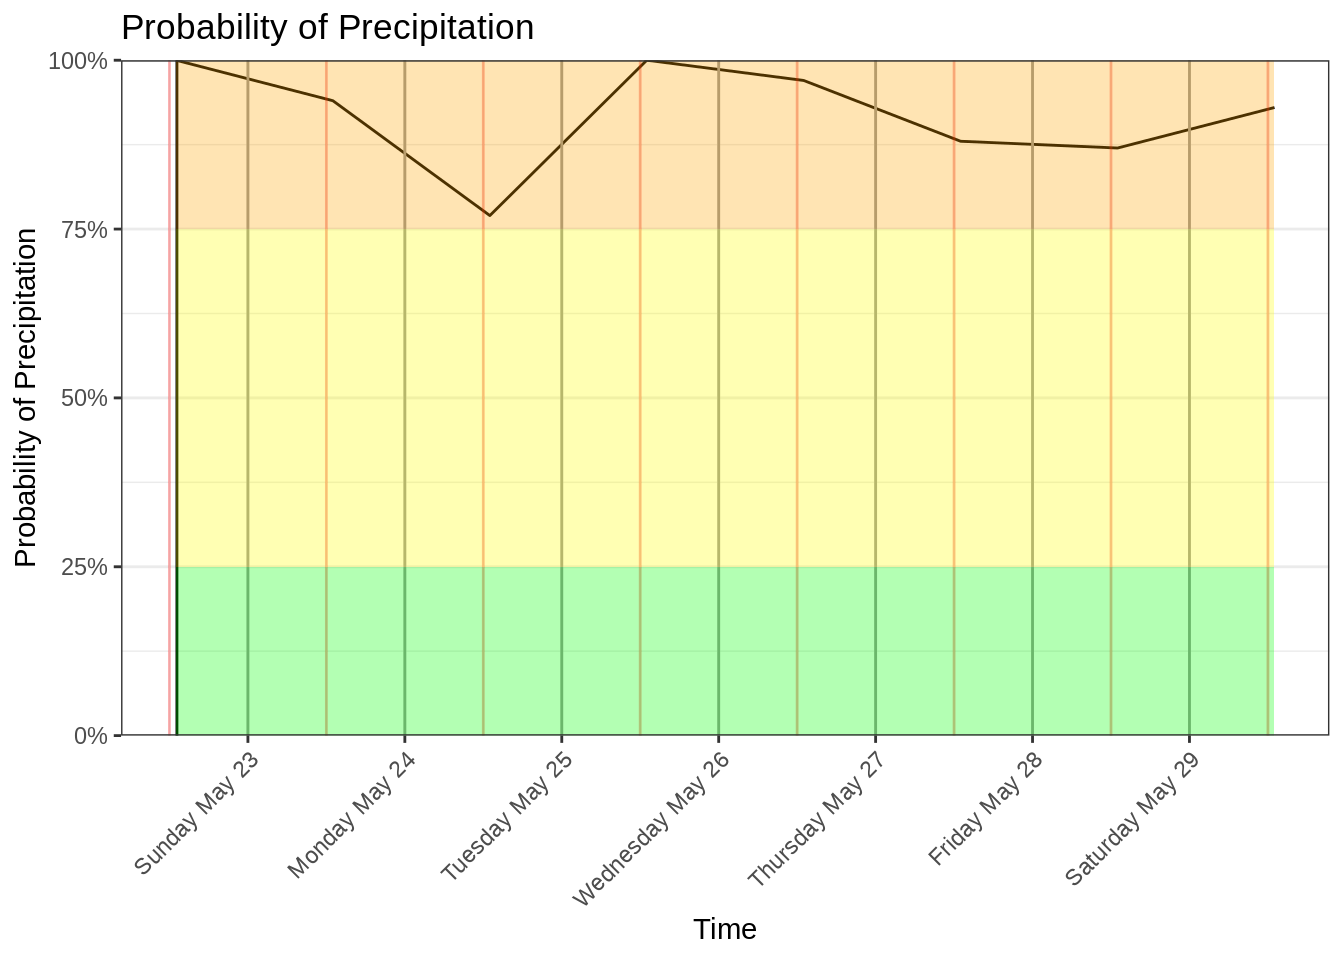 Probability of Precipitation
Probability of Precipitation
100%
75%
50%
25%
0%
Sunday May 23
Monday May 24
Tuesday May 25
Wednesday May 26
Thursday May 27
Friday May 28
Saturday May 29
Time